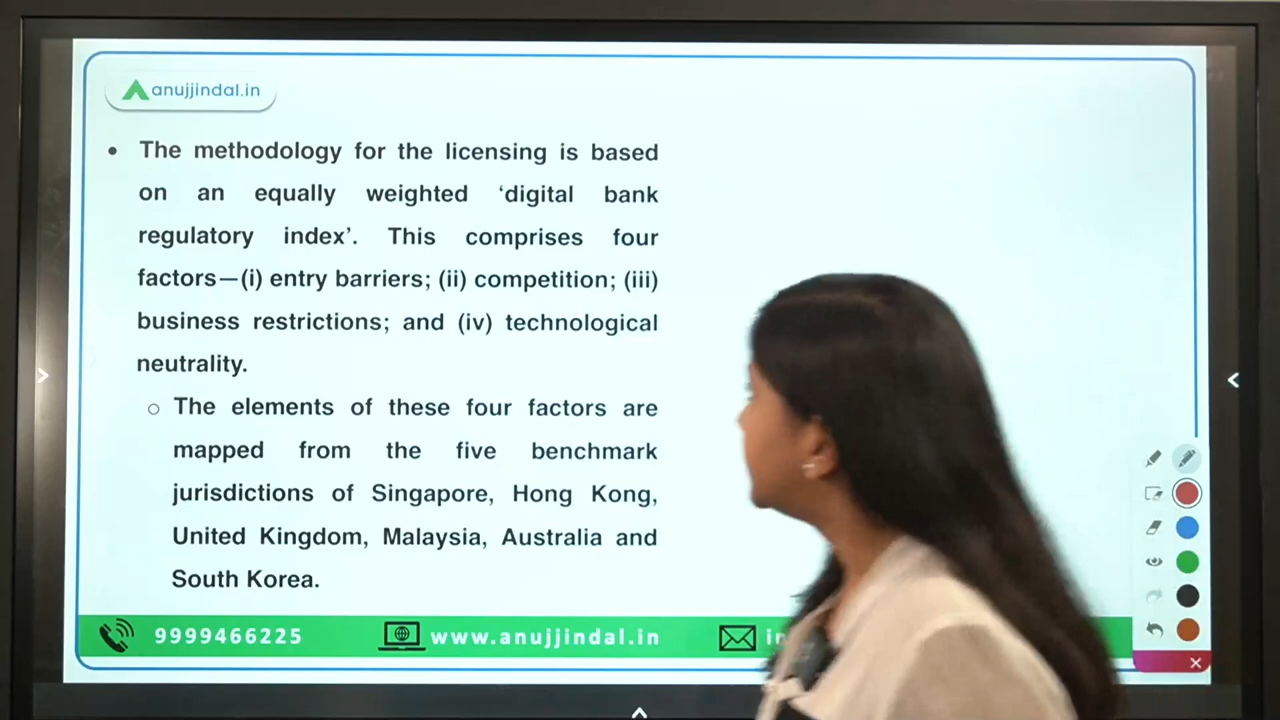 anujjindal.in
• The methodology for the licensing is based
on an equally weighted ‘digital bank
regulatory index’. This comprises four
factors—(i) entry barriers; (ii) competition; (iii)
business restrictions; and (iv) technological
neutrality.
○ The elements of these four factors are
mapped from the five benchmark
jurisdictions of Singapore, Hong Kong,
United Kingdom, Malaysia, Australia and
South Korea.
9999466225 www.anujjindal.in